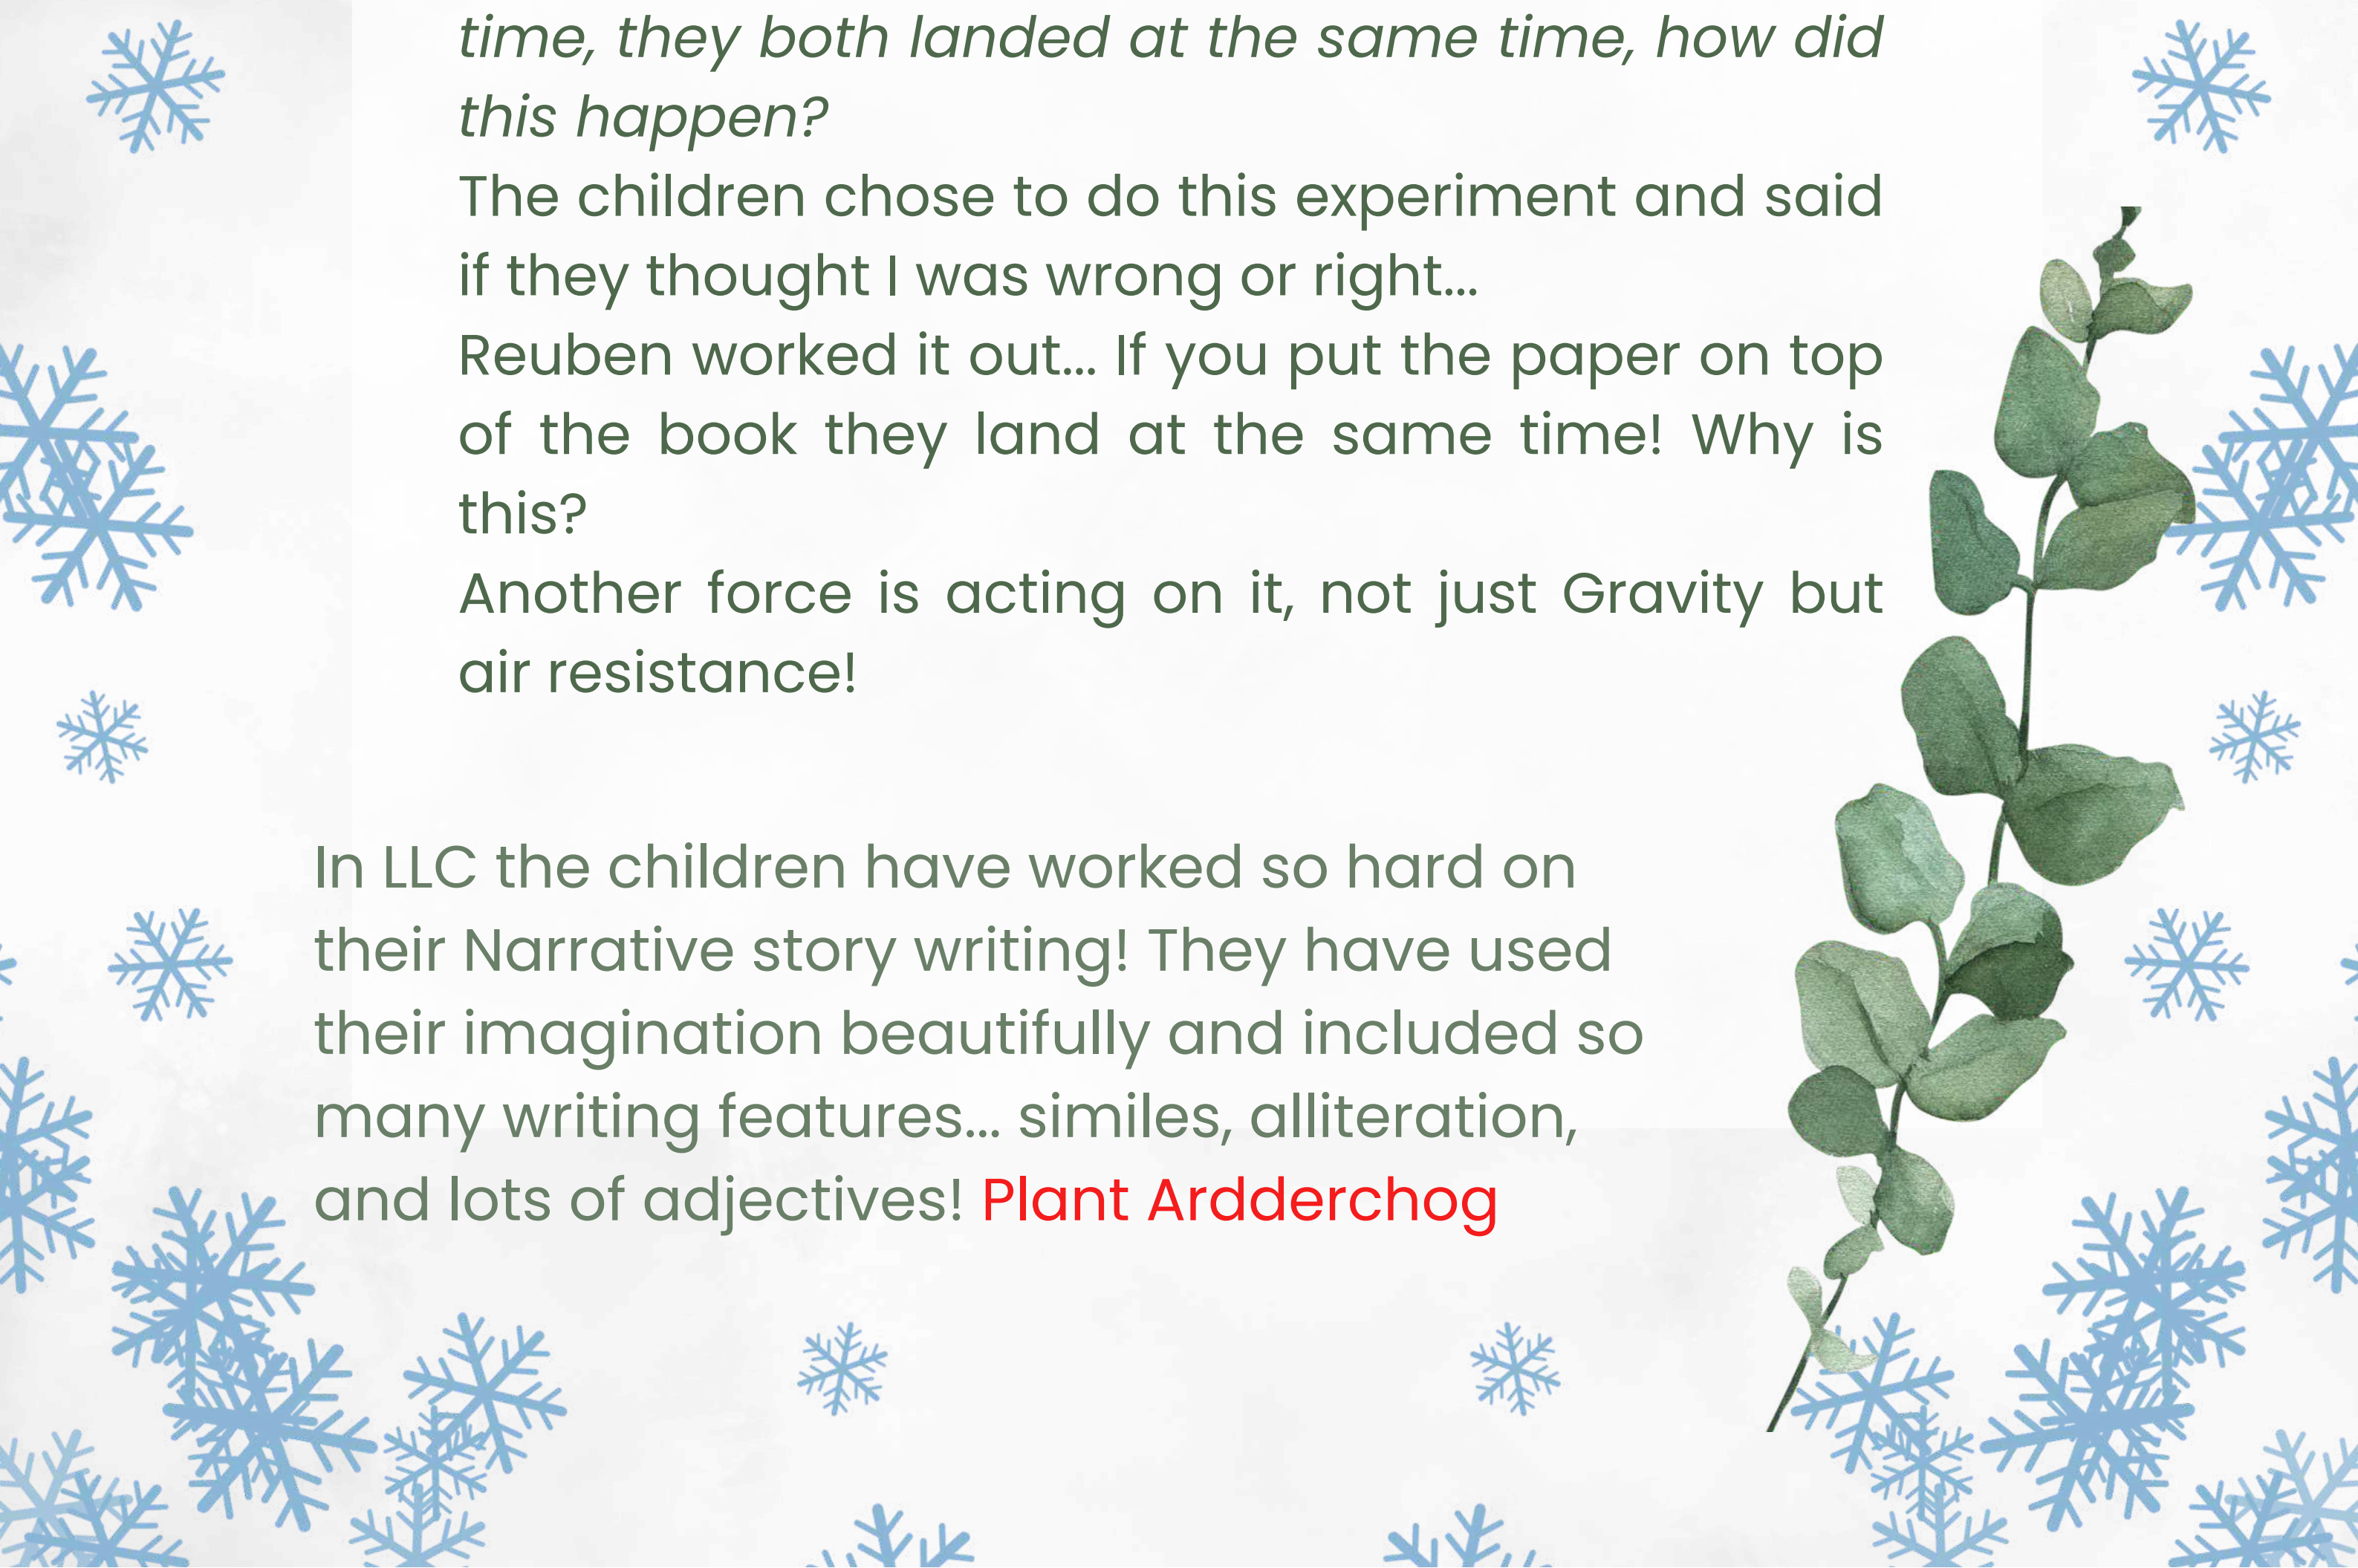 time, they both landed at the same time, how did
this happen?
The children chose to do this experiment and said
if they thought I was wrong or right...
Reuben worked it out... If you put the paper on top
of the book they land at the same time! Why is
this?
Another force is acting on it, not just Gravity but
air resistance!
In LLC the children have worked so hard on
their Narrative story writing! They have used
their imagination beautifully and included so
many writing features... similes, alliteration,
and lots of adjectives! Plant Ardderchog